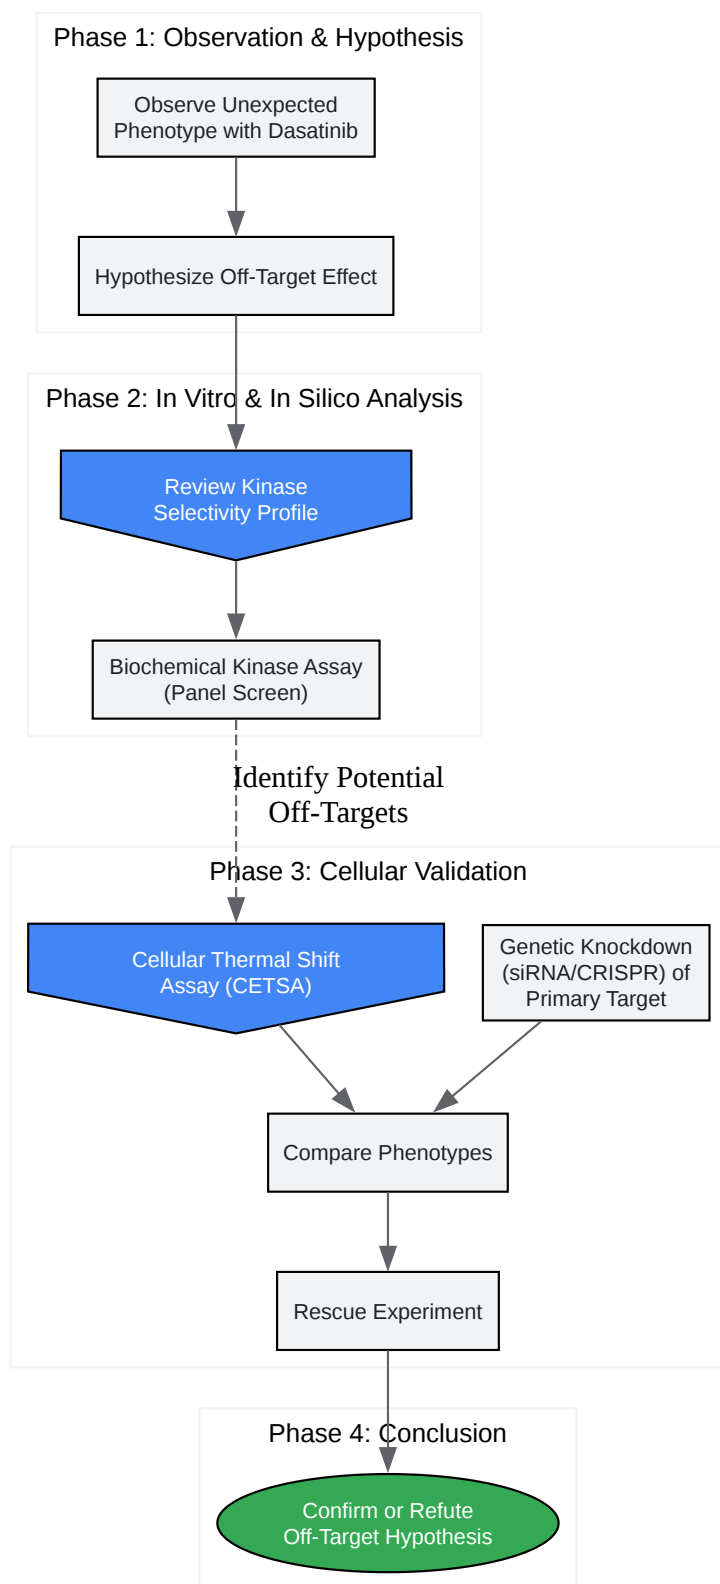 Phase 1: Observation & Hypothesis
Observe Unexpected
Phenotype with Dasatinib
Hypothesize Off-Target Effect
Phase 2: In Vitro & In Silico Analysis
Review Kinase
Selectivity Profile
Biochemical Kinase Assay
(Panel Screen)
Identify Potential
Off-Targets
Phase 3: Cellular Validation
Cellular Thermal Shift
Assay (CETSA)
Genetic Knockdown
(siRNA/CRISPR) of
Primary Target
Compare Phenotypes
Rescue Experiment
Phase 4: Conclusion
Confirm or Refute
Off-Target Hypothesis